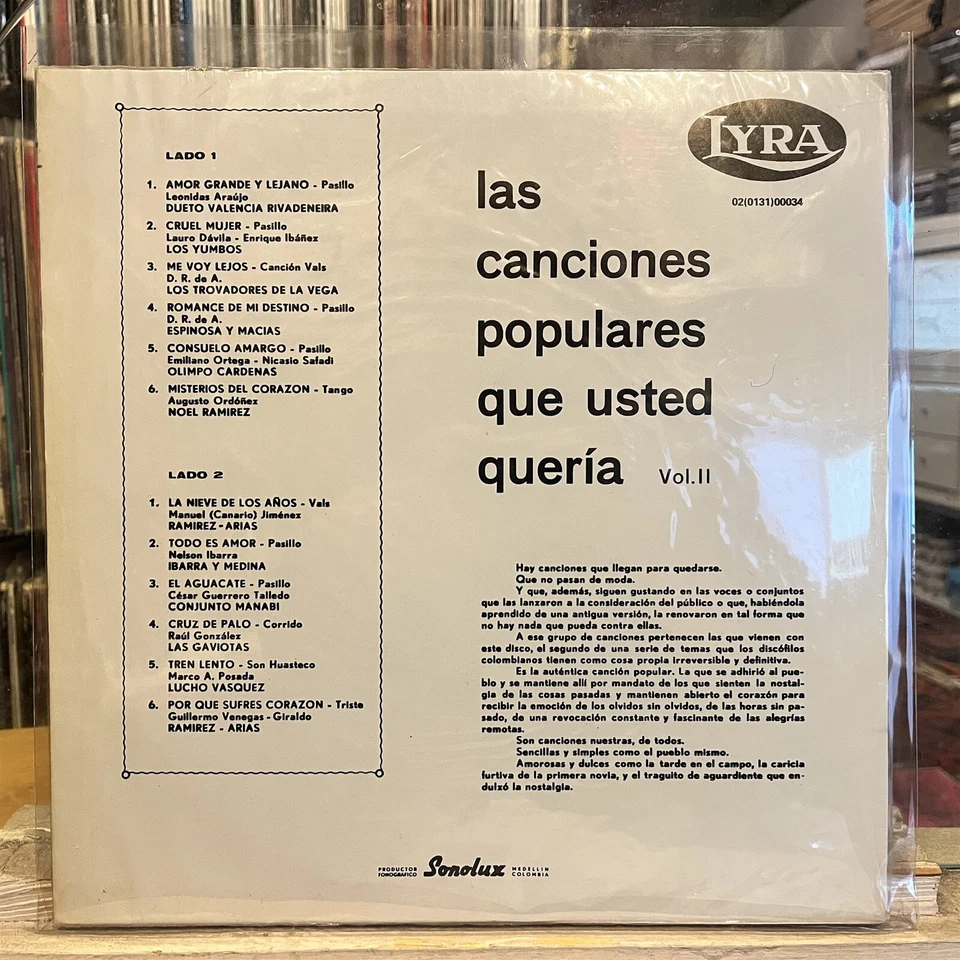 LADO 1
1. AMOR GRANDE Y LEJANO - Pasillo
Leonidas Araújo
DUETO VALENCIA RIVADENEIRA
2. CRUEL MUJER - Pasillo
Lauro Dávila - Enrique Ibáñez
LOS YUMBOS
3. ME VOY LEJOS - Canción Vals
D. R. de A.
LOS TROVADORES DE LA VEGA
4. ROMANCE DE MI DESTINO - Pasillo
D. R. de A.
ESPINOSA Y MACIAS
5. CONSUELO AMARGO - Pasillo
Emiliano Ortega - Nicasio Safadi
OLIMPO CARDENAS
6. MISTERIOS DEL CORAZON - Tango
Augusto Ordóñez
NOEL RAMIREZ
LADO 2
1. LA NIEVE DE LOS AÑOS - Vals
Manuel (Canario) Jiménez
RAMIREZ - ARIAS
2. TODO ES AMOR - Pasillo
Nelson Ibarra
IBARRA Y MEDINA
3. EL AGUACATE - Pasillo
César Guerrero Talledo
CONJUNTO MANABI
4. CRUZ DE PALO - Corrido
Raúl González
LAS GAVIOTAS
5. TREN LENTO - Son Huasteco
Marco A. Posada
LUCHO VASQUEZ
6. POR QUE SUFRES CORAZON - Triste
Guillermo Venegas - Giraldo
RAMIREZ - ARIAS
LYRA
02(0131)00034
las
canciones
populares
que usted
quería Vol.II
Hay canciones que llegan para quedarse.
Que no pasan de moda.
Y que, además, siguen gustando en las voces o conjuntos
que las lanzaron a la consideración del público o que, habiéndola
aprendido de una antigua versión, la renovaron en tal forma que
no hay nada que pueda contra ellas.
A ese grupo de canciones pertenecen las que vienen con
este disco, el segundo de una serie de temas que los discófilos
colombianos tienen como cosa propia irreversible y definitiva.
Es la auténtica canción popular. La que se adhirió al pue-
blo y se mantiene allí por mandato de los que sienten la nostal-
gia de las cosas pasadas y mantienen abierto el corazón para
recibir la emoción de los olvidos sin olvidos, de las horas sin pa-
sado, de una revocación constante y fascinante de las alegrías
remotas.
Son canciones nuestras, de todos.
Sencillas y simples como el pueblo mismo.
Amorosas y dulces como la tarde en el campo, la caricia
furtiva de la primera novia, y el traguito de aguardiente que en-
dulzó la nostalgia.
PRODUCTOR FONOGRAFICO Sonolux MEDELLIN COLOMBIA